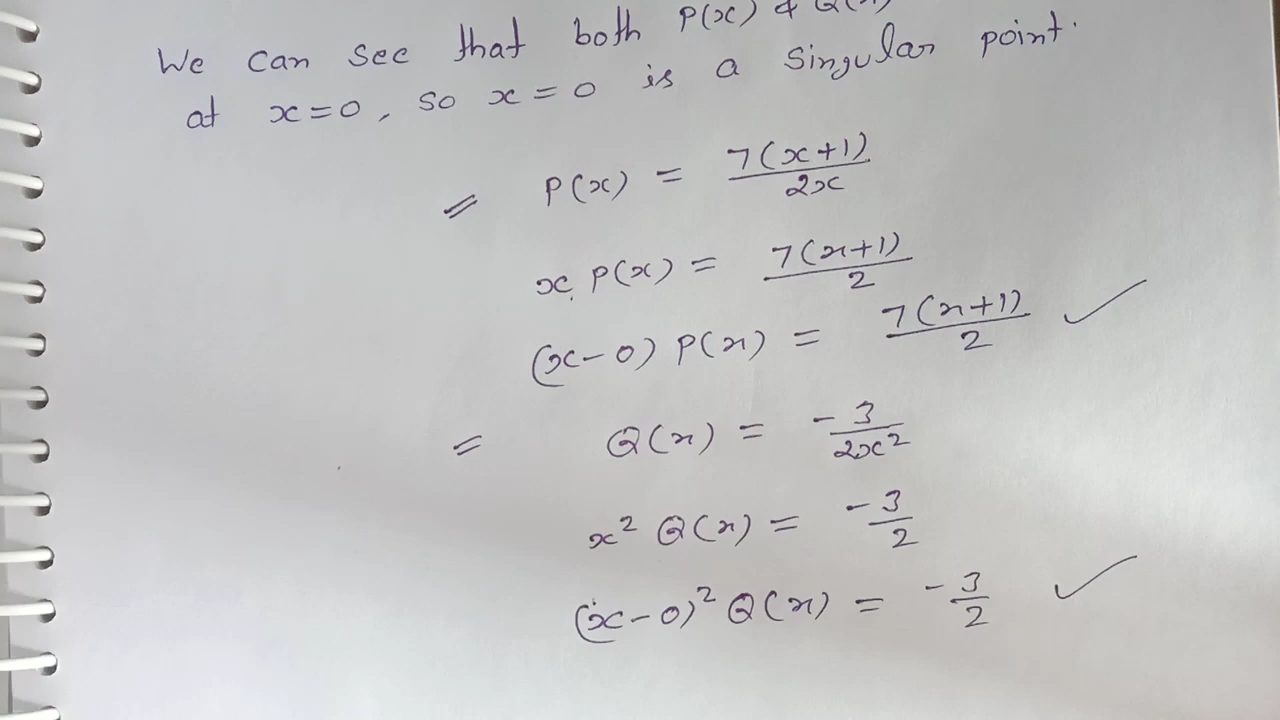 We can see that both P(x) & Q(x)
at x=0, so x=0 is a singular point.
= P(x) = 7(x+1)/2x
x P(x) = 7(x+1)/2
(x-0) P(x) = 7(x+1)/2 ✓
= Q(x) = -3/2x²
x² Q(x) = -3/2
(x-0)² Q(x) = -3/2 ✓